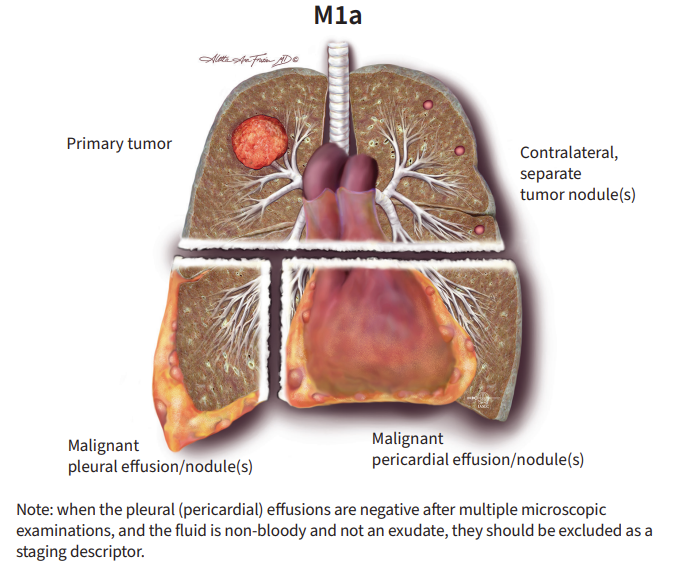 M1a
Primary tumor
Contralateral,
separate
tumor nodule(s)
Malignant
pleural effusion/nodule(s)
Malignant
pericardial effusion/nodule(s)
Note: when the pleural (pericardial) effusions are negative after multiple microscopic
examinations, and the fluid is non-bloody and not an exudate, they should be excluded as a
staging descriptor.